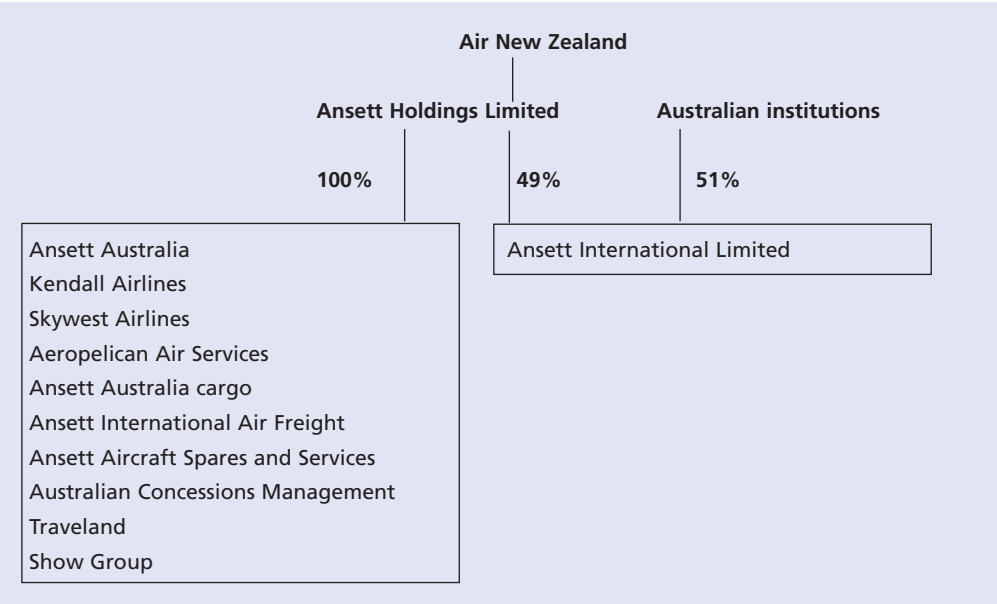 Air New Zealand
Ansett Holdings Limited
Australian institutions
100%
49%
51%
Ansett Australia
Kendall Airlines
Skywest Airlines
Aeropelican Air Services
Ansett Australia cargo
Ansett International Air Freight
Ansett Aircraft Spares and Services
Australian Concessions Management
Traveland
Show Group
Ansett International Limited